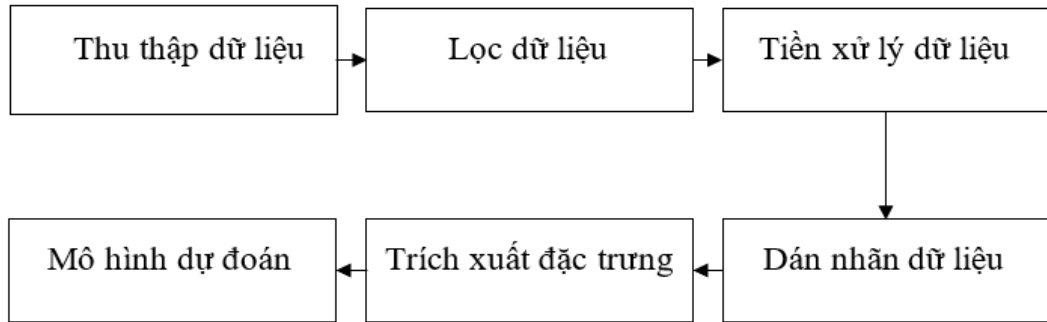 Thu thập dữ liệu
Lọc dữ liệu
Tiền xử lý dữ liệu
Mô hình dự đoán
Trích xuất đặc trưng
Dán nhãn dữ liệu